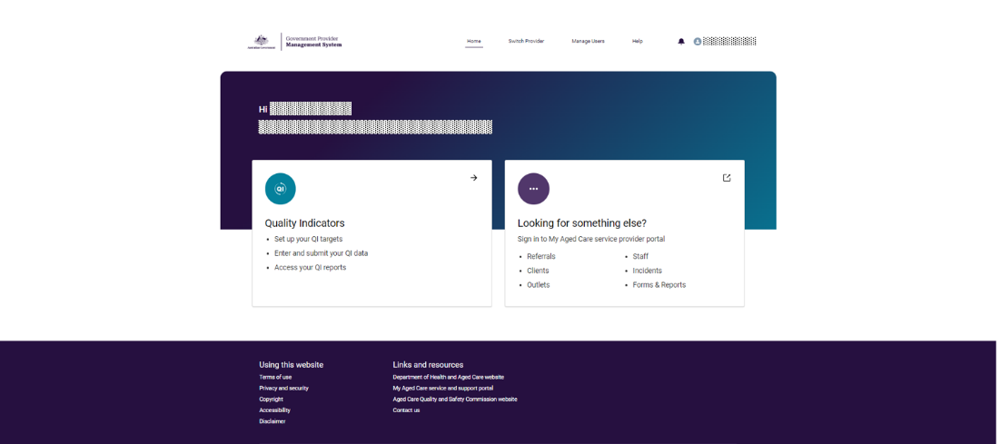 Australian Government
Government Provider
Management System
Home
Switch Provider
Manage Users
Help
Hi
QI
Quality Indicators
• Set up your QI targets
• Enter and submit your QI data
• Access your QI reports
Looking for something else?
Sign in to My Aged Care service provider portal
• Referrals
• Clients
• Outlets
• Staff
• Incidents
• Forms & Reports
Using this website
Terms of use
Privacy and security
Copyright
Accessibility
Disclaimer
Links and resources
Department of Health and Aged Care website
My Aged Care service and support portal
Aged Care Quality and Safety Commission website
Contact us